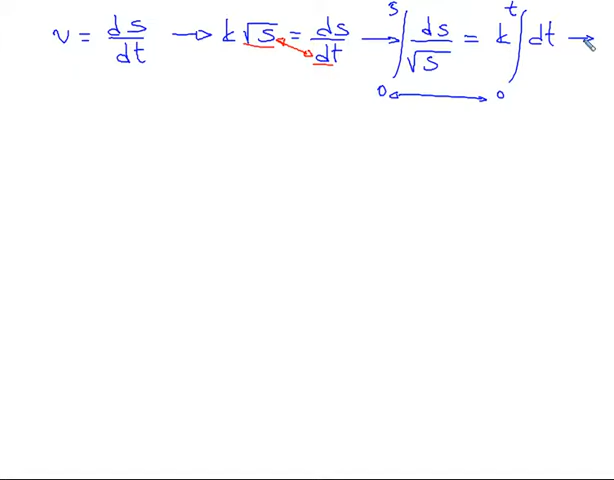 v = ds/dt → k √s = ds/dt → ∫₀ˢ ds/√s = k ∫₀ᵗ dt →